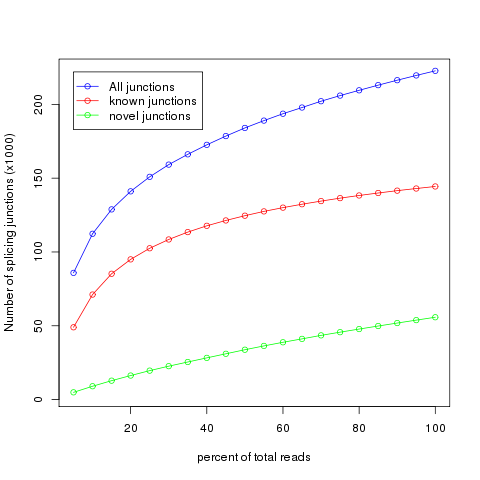 All junctions
known junctions
novel junctions
Number of splicing junctions (x1000)
200
150
100
50
0
20 40 60 80 100
percent of total reads